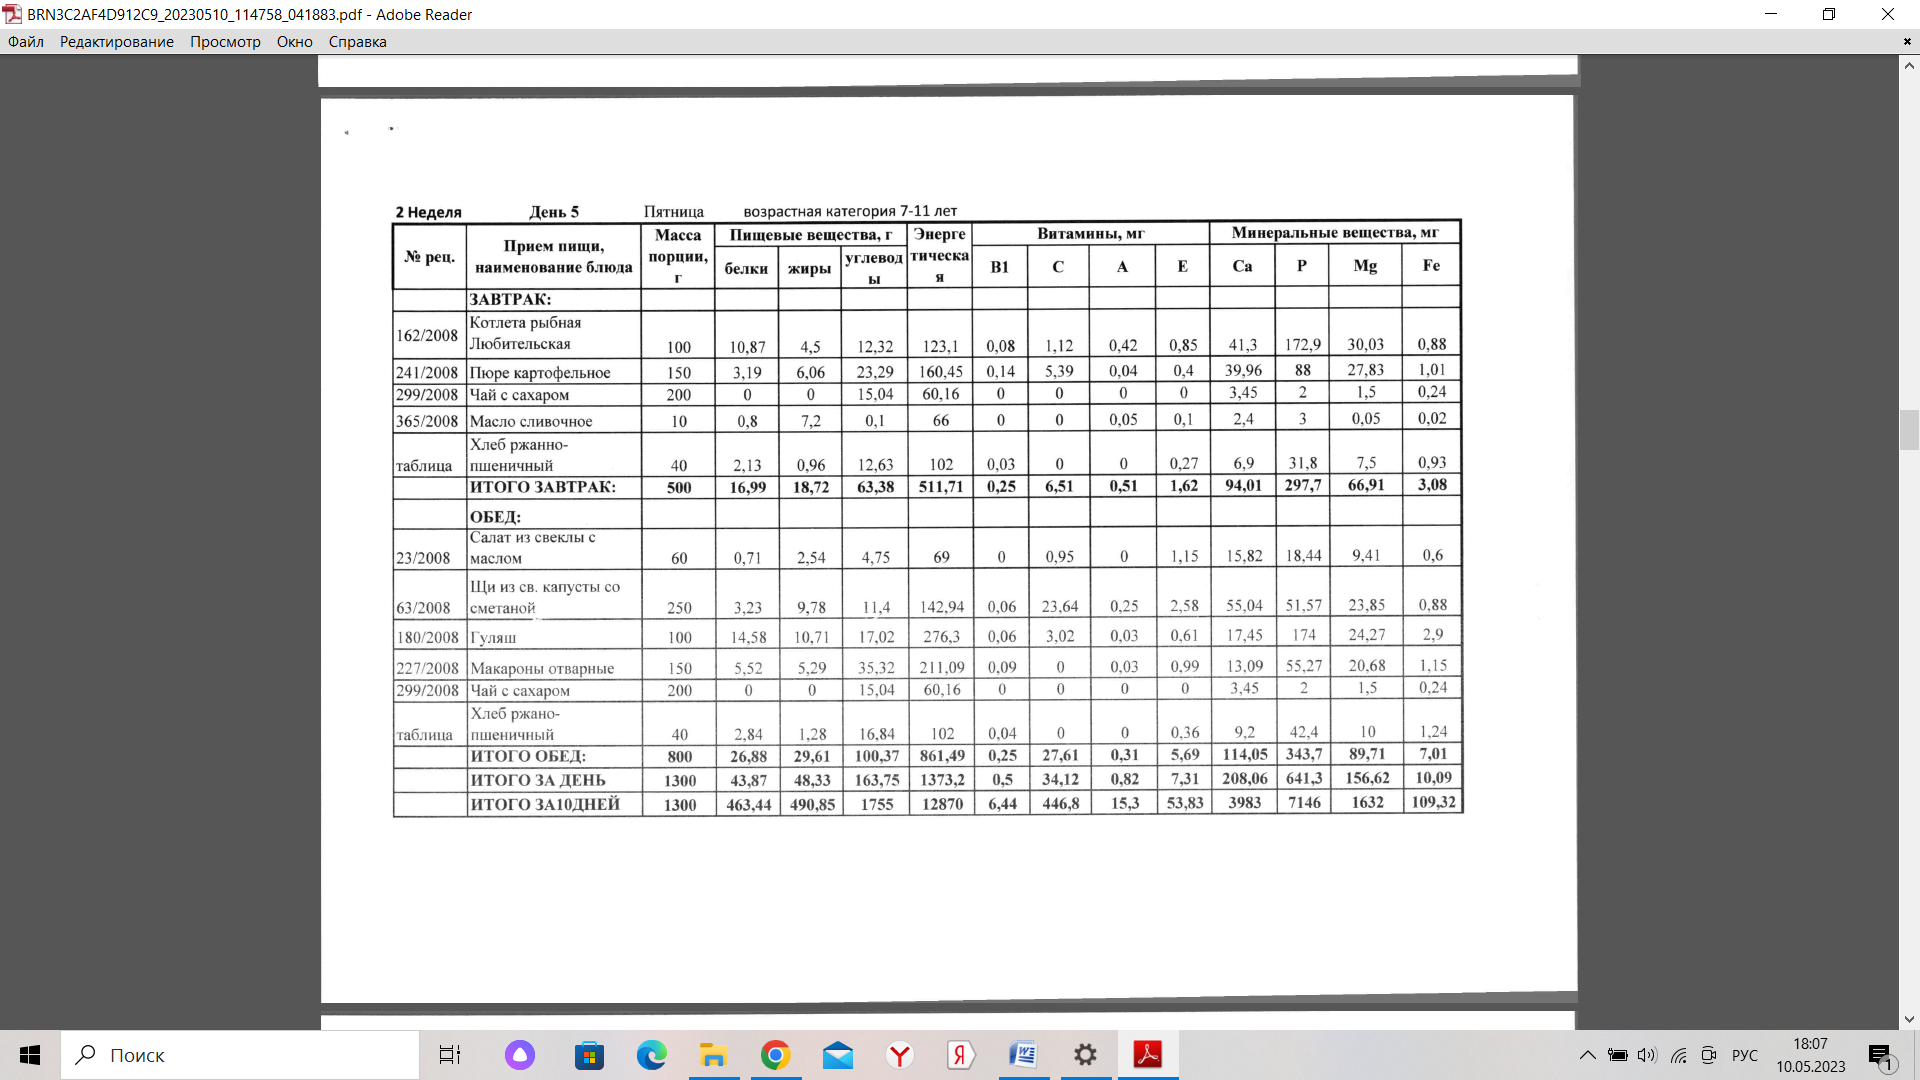 BRN3C2AF4D912C9_20230510_114758_041883.pdf - Adobe Reader
Файл Редактирование Просмотр Окно Справка
2 Неделя День 5 Пятница возрастная категория 7-11 лет
№ рец. Прием пищи, наименование блюда Масса порции, г Пищевые вещества, г Энерге тическа я Витамины, мг Минеральные вещества, мг
белки жиры углевод ы B1 C A E Ca P Mg Fe
ЗАВТРАК:
162/2008 Котлета рыбная Любительская 100 10,87 4,5 12,32 123,1 0,08 1,12 0,42 0,85 41,3 172,9 30,03 0,88
241/2008 Пюре картофельное 150 3,19 6,06 23,29 160,45 0,14 5,39 0,04 0,4 39,96 88 27,83 1,01
299/2008 Чай с сахаром 200 0 0 15,04 60,16 0 0 0 0 3,45 2 1,5 0,24
365/2008 Масло сливочное 10 0,8 7,2 0,1 66 0 0 0,05 0,1 2,4 3 0,05 0,02
таблица Хлеб ржанно-пшеничный 40 2,13 0,96 12,63 102 0,03 0 0 0,27 6,9 31,8 7,5 0,93
ИТОГО ЗАВТРАК: 500 16,99 18,72 63,38 511,71 0,25 6,51 0,51 1,62 94,01 297,7 66,91 3,08
ОБЕД:
23/2008 Салат из свеклы с маслом 60 0,71 2,54 4,75 69 0 0,95 0 1,15 15,82 18,44 9,41 0,6
63/2008 Щи из св. капусты со сметаной 250 3,23 9,78 11,4 142,94 0,06 23,64 0,25 2,58 55,04 51,57 23,85 0,88
180/2008 Гуляш 100 14,58 10,71 17,02 276,3 0,06 3,02 0,03 0,61 17,45 174 24,27 2,9
227/2008 Макароны отварные 150 5,52 5,29 35,32 211,09 0,09 0 0,03 0,99 13,09 55,27 20,68 1,15
299/2008 Чай с сахаром 200 0 0 15,04 60,16 0 0 0 0 3,45 2 1,5 0,24
таблица Хлеб ржано-пшеничный 40 2,84 1,28 16,84 102 0,04 0 0 0,36 9,2 42,4 10 1,24
ИТОГО ОБЕД: 800 26,88 29,61 100,37 861,49 0,25 27,61 0,31 5,69 114,05 343,7 89,71 7,01
ИТОГО ЗА ДЕНЬ 1300 43,87 48,33 163,75 1373,2 0,5 34,12 0,82 7,31 208,06 641,3 156,62 10,09
ИТОГО ЗА10ДНЕЙ 1300 463,44 490,85 1755 12870 6,44 446,8 15,3 53,83 3983 7146 1632 109,32
Поиск
РУС
18:07
10.05.2023
1